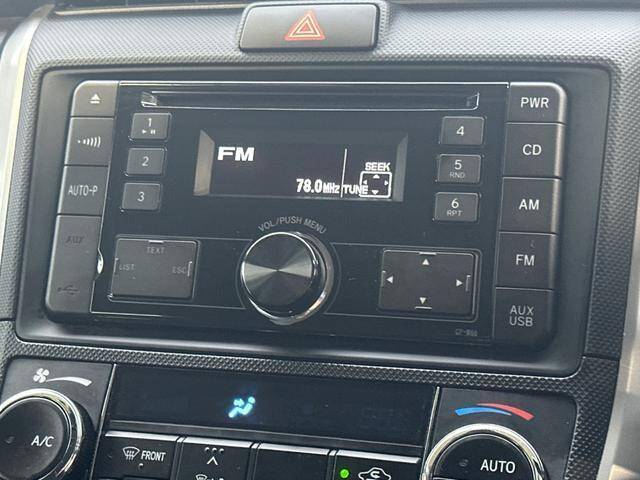 PWR
1
4
CD
FM
SEEK
2
5
RND
AUTO-P
78.0MHz TUNE
AM
3
6
RPT
VOL/PUSH MENU
AUX
TEXT
FM
LIST
ESC
AUX
USB
A/C
FRONT
AUTO